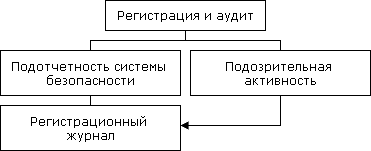 Регистрация и аудит
Подотчетность системы
безопасности
Подозрительная
активность
Регистрационный
журнал